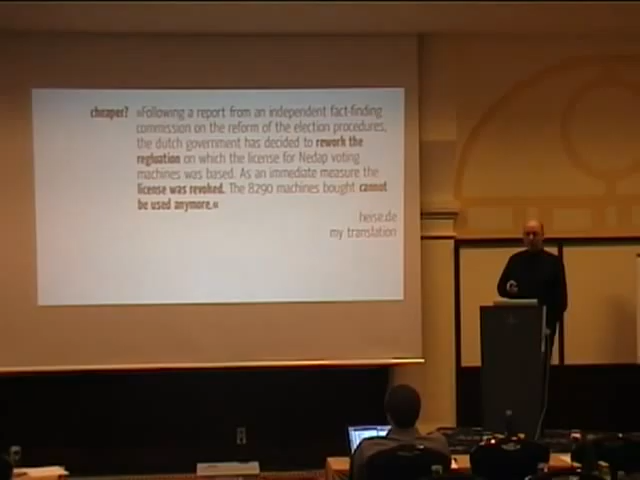 cheaper? »Following a report from an independent fact-finding
commission on the reform of the election procedures,
the dutch government has decided to rework the
regluation on which the license for Nedap voting
machines was based. As an immediate measure the
license was revoked. The 8290 machines bought cannot
be used anymore.«
heise.de
my translation